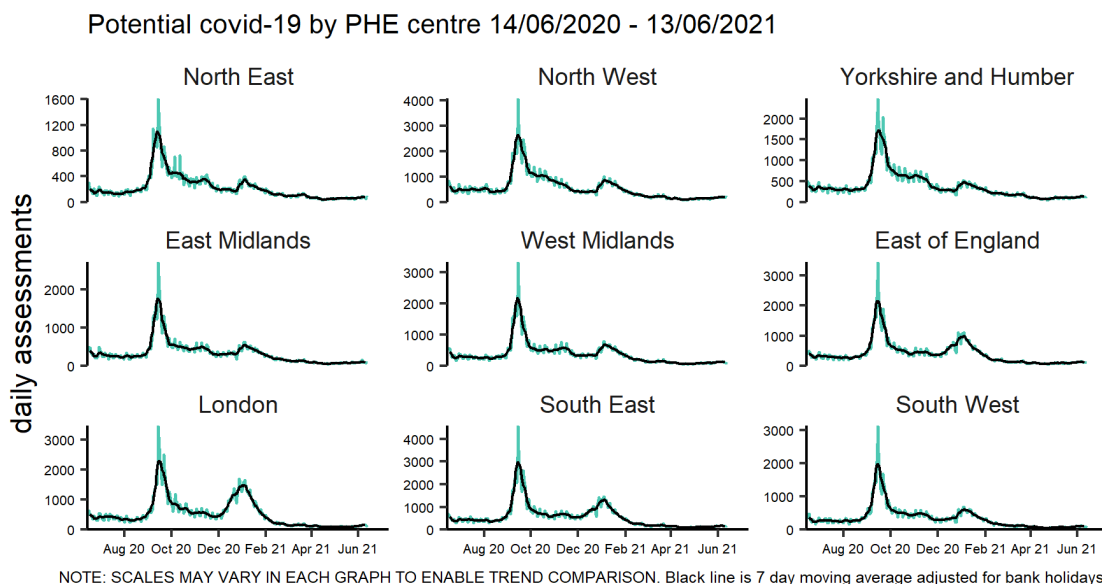 Potential covid-19 by PHE centre 14/06/2020 - 13/06/2021
North East
North West
Yorkshire and Humber
1600
1200
800
400
0
4000
3000
2000
1000
0
2000
1500
1000
500
0
daily assessments
East Midlands
West Midlands
East of England
2000
1000
0
3000
2000
1000
0
3000
2000
1000
0
London
South East
South West
3000
2000
1000
0
4000
3000
2000
1000
0
3000
2000
1000
0
Aug 20 Oct 20 Dec 20 Feb 21 Apr 21 Jun 21
Aug 20 Oct 20 Dec 20 Feb 21 Apr 21 Jun 21
Aug 20 Oct 20 Dec 20 Feb 21 Apr 21 Jun 21
NOTE: SCALES MAY VARY IN EACH GRAPH TO ENABLE TREND COMPARISON. Black line is 7 day moving average adjusted for bank holidays